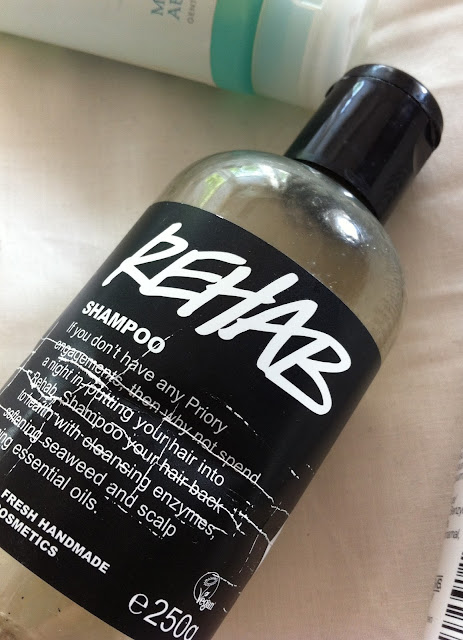 REHAB
SHAMPOO
If you don't have any Priory
engagements, then why not spend
a night in, putting your hair into
Rehab. Shampoo your hair back
to health with cleansing enzymes,
softening seaweed and scalp
essential oils.
FRESH HANDMADE
COSMETICS
Vegan
e 250g